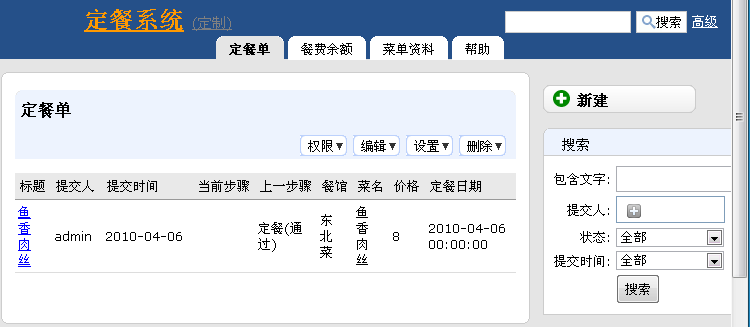 定餐系统 (定制) 搜索 高级
定餐单 餐费余额 菜单资料 帮助
定餐单
权限▾ 编辑▾ 设置▾ 删除▾
标题 提交人 提交时间 当前步骤 上一步骤 餐馆 菜名 价格 定餐日期
鱼香肉丝 admin 2010-04-06 定餐(通过) 东北菜 鱼香肉丝 8 2010-04-06 00:00:00
新建
搜索
包含文字:
提交人:
状态: 全部
提交时间: 全部
搜索